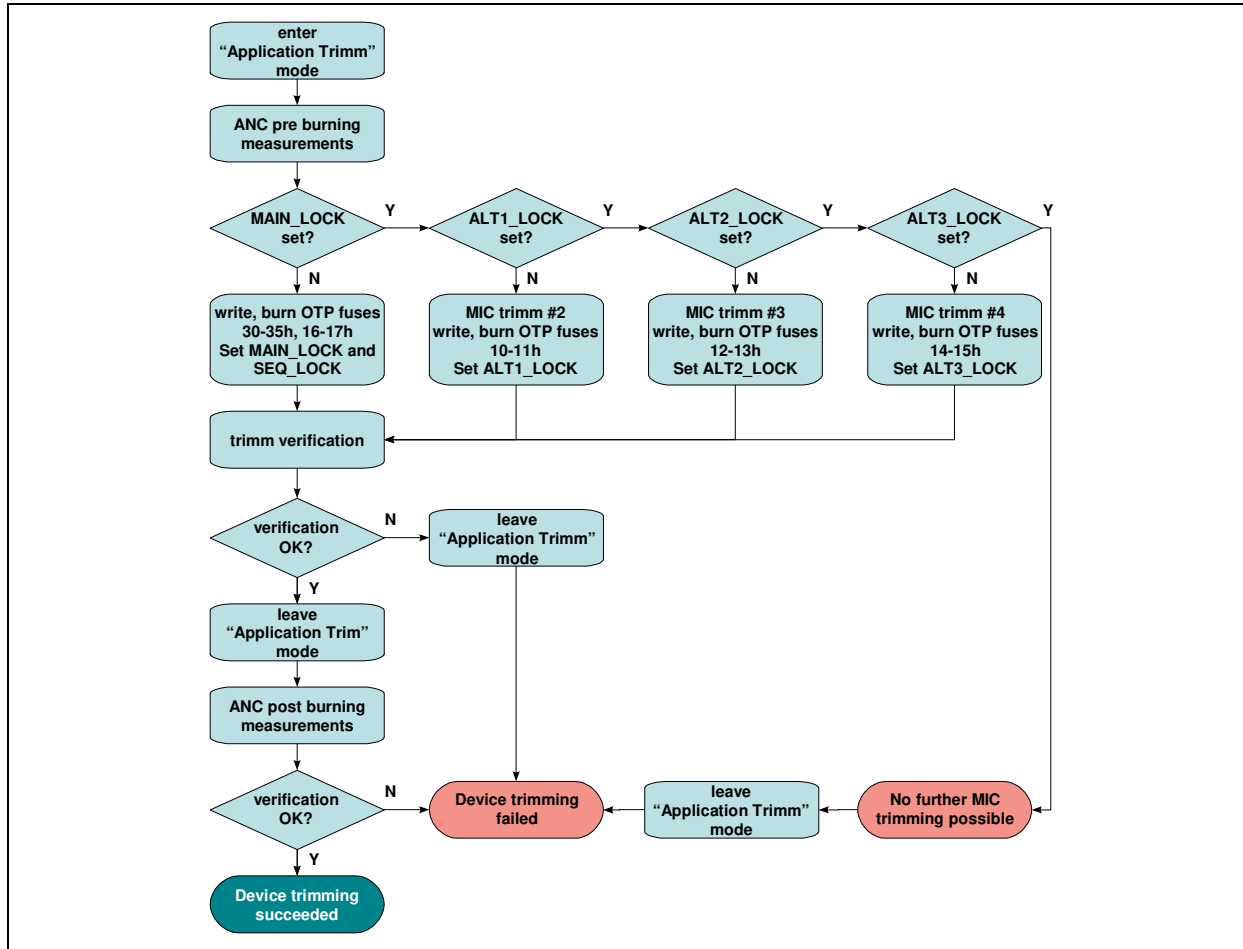 enter
“Application Trimm”
mode
ANC pre burning
measurements
MAIN_LOCK
set?
Y
N
ALT1_LOCK
set?
Y
N
ALT2_LOCK
set?
Y
N
ALT3_LOCK
set?
Y
N
write, burn OTP fuses
30-35h, 16-17h
Set MAIN_LOCK and
SEQ_LOCK
MIC trimm #2
write, burn OTP fuses
10-11h
Set ALT1_LOCK
MIC trimm #3
write, burn OTP fuses
12-13h
Set ALT2_LOCK
MIC trimm #4
write, burn OTP fuses
14-15h
Set ALT3_LOCK
trimm verification
verification
OK?
N
Y
leave
“Application Trimm”
mode
leave
“Application Trim”
mode
ANC post burning
measurements
verification
OK?
N
Y
Device trimming
failed
leave
“Application Trimm”
mode
No further MIC
trimming possible
Device trimming
succeeded